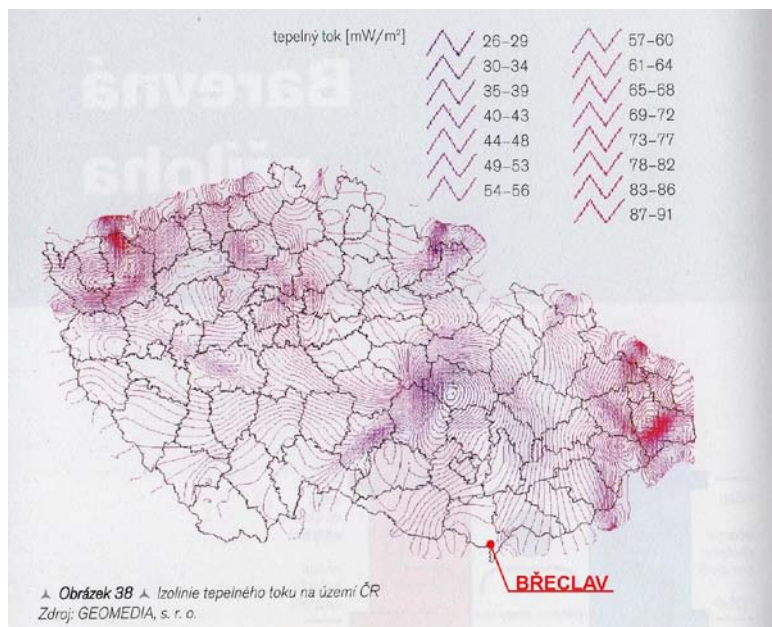 tepelný tok [mW/m²]
26–29
30–34
35–39
40–43
44–48
49–53
54–56
57–60
61–64
65–68
69–72
73–77
78–82
83–86
87–91
Barevná
příloha
BŘECLAV
Obrázek 38 Izolinie tepelného toku na území ČR
Zdroj: GEOMEDIA, s. r. o.